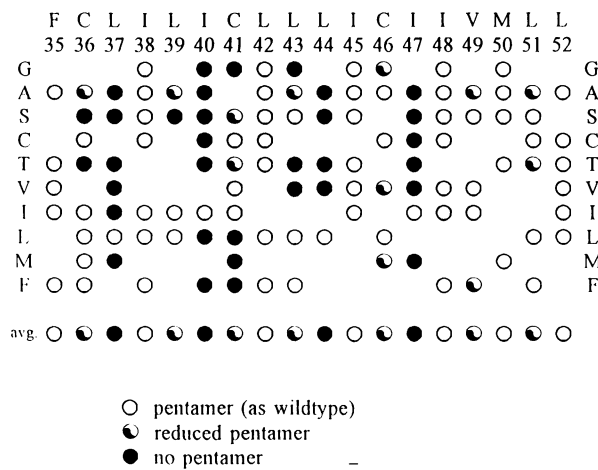 F C L I L I C L L L I C I I V M L L
35 36 37 38 39 40 41 42 43 44 45 46 47 48 49 50 51 52
G G
A A
S S
C C
T T
V V
I I
L L
M M
F F
avg.
pentamer (as wildtype)
reduced pentamer
no pentamer